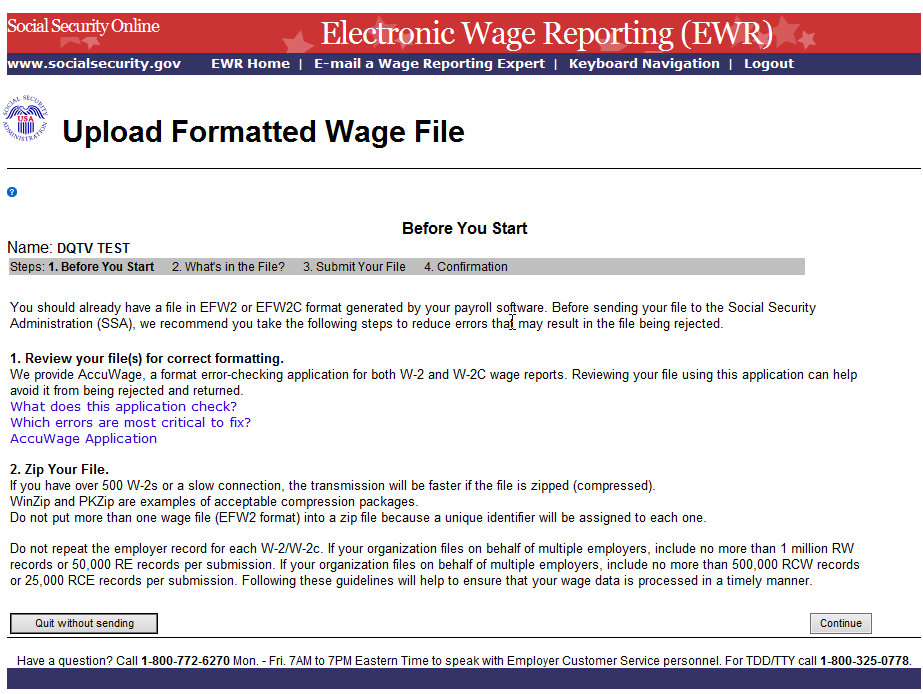 Social Security Online
Electronic Wage Reporting (EWR)
www.socialsecurity.gov EWR Home | E-mail a Wage Reporting Expert | Keyboard Navigation | Logout
SOCIAL SECURITY ADMINISTRATION
USA
Upload Formatted Wage File
?
Before You Start
Name: DQTV TEST
Steps: 1. Before You Start 2. What's in the File? 3. Submit Your File 4. Confirmation
You should already have a file in EFW2 or EFW2C format generated by your payroll software. Before sending your file to the Social Security
Administration (SSA), we recommend you take the following steps to reduce errors that may result in the file being rejected.
1. Review your file(s) for correct formatting.
We provide AccuWage, a format error-checking application for both W-2 and W-2C wage reports. Reviewing your file using this application can help
avoid it from being rejected and returned.
What does this application check?
Which errors are most critical to fix?
AccuWage Application
2. Zip Your File.
If you have over 500 W-2s or a slow connection, the transmission will be faster if the file is zipped (compressed).
WinZip and PKZip are examples of acceptable compression packages.
Do not put more than one wage file (EFW2 format) into a zip file because a unique identifier will be assigned to each one.
Do not repeat the employer record for each W-2/W-2c. If your organization files on behalf of multiple employers, include no more than 1 million RW
records or 50,000 RE records per submission. If your organization files on behalf of multiple employers, include no more than 500,000 RCW records
or 25,000 RCE records per submission. Following these guidelines will help to ensure that your wage data is processed in a timely manner.
Quit without sending Continue
Have a question? Call 1-800-772-6270 Mon. - Fri. 7AM to 7PM Eastern Time to speak with Employer Customer Service personnel. For TDD/TTY call 1-800-325-0778.